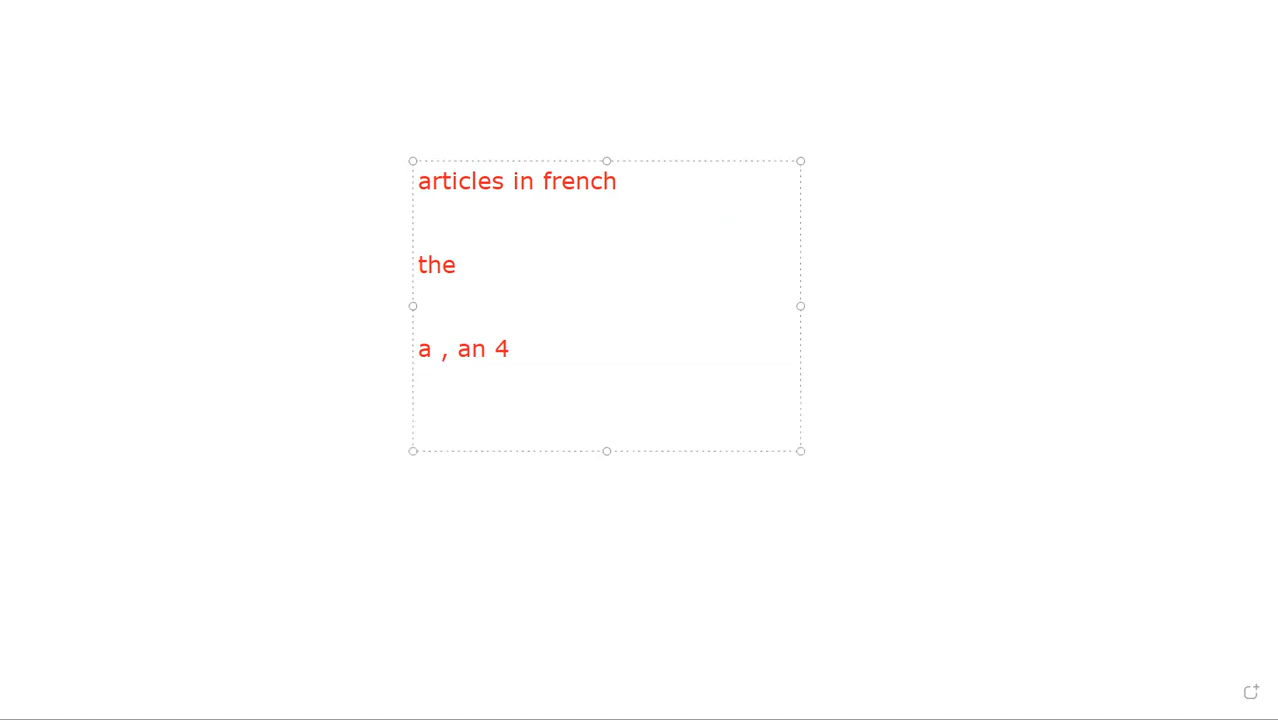 articles in french
the
a , an 4